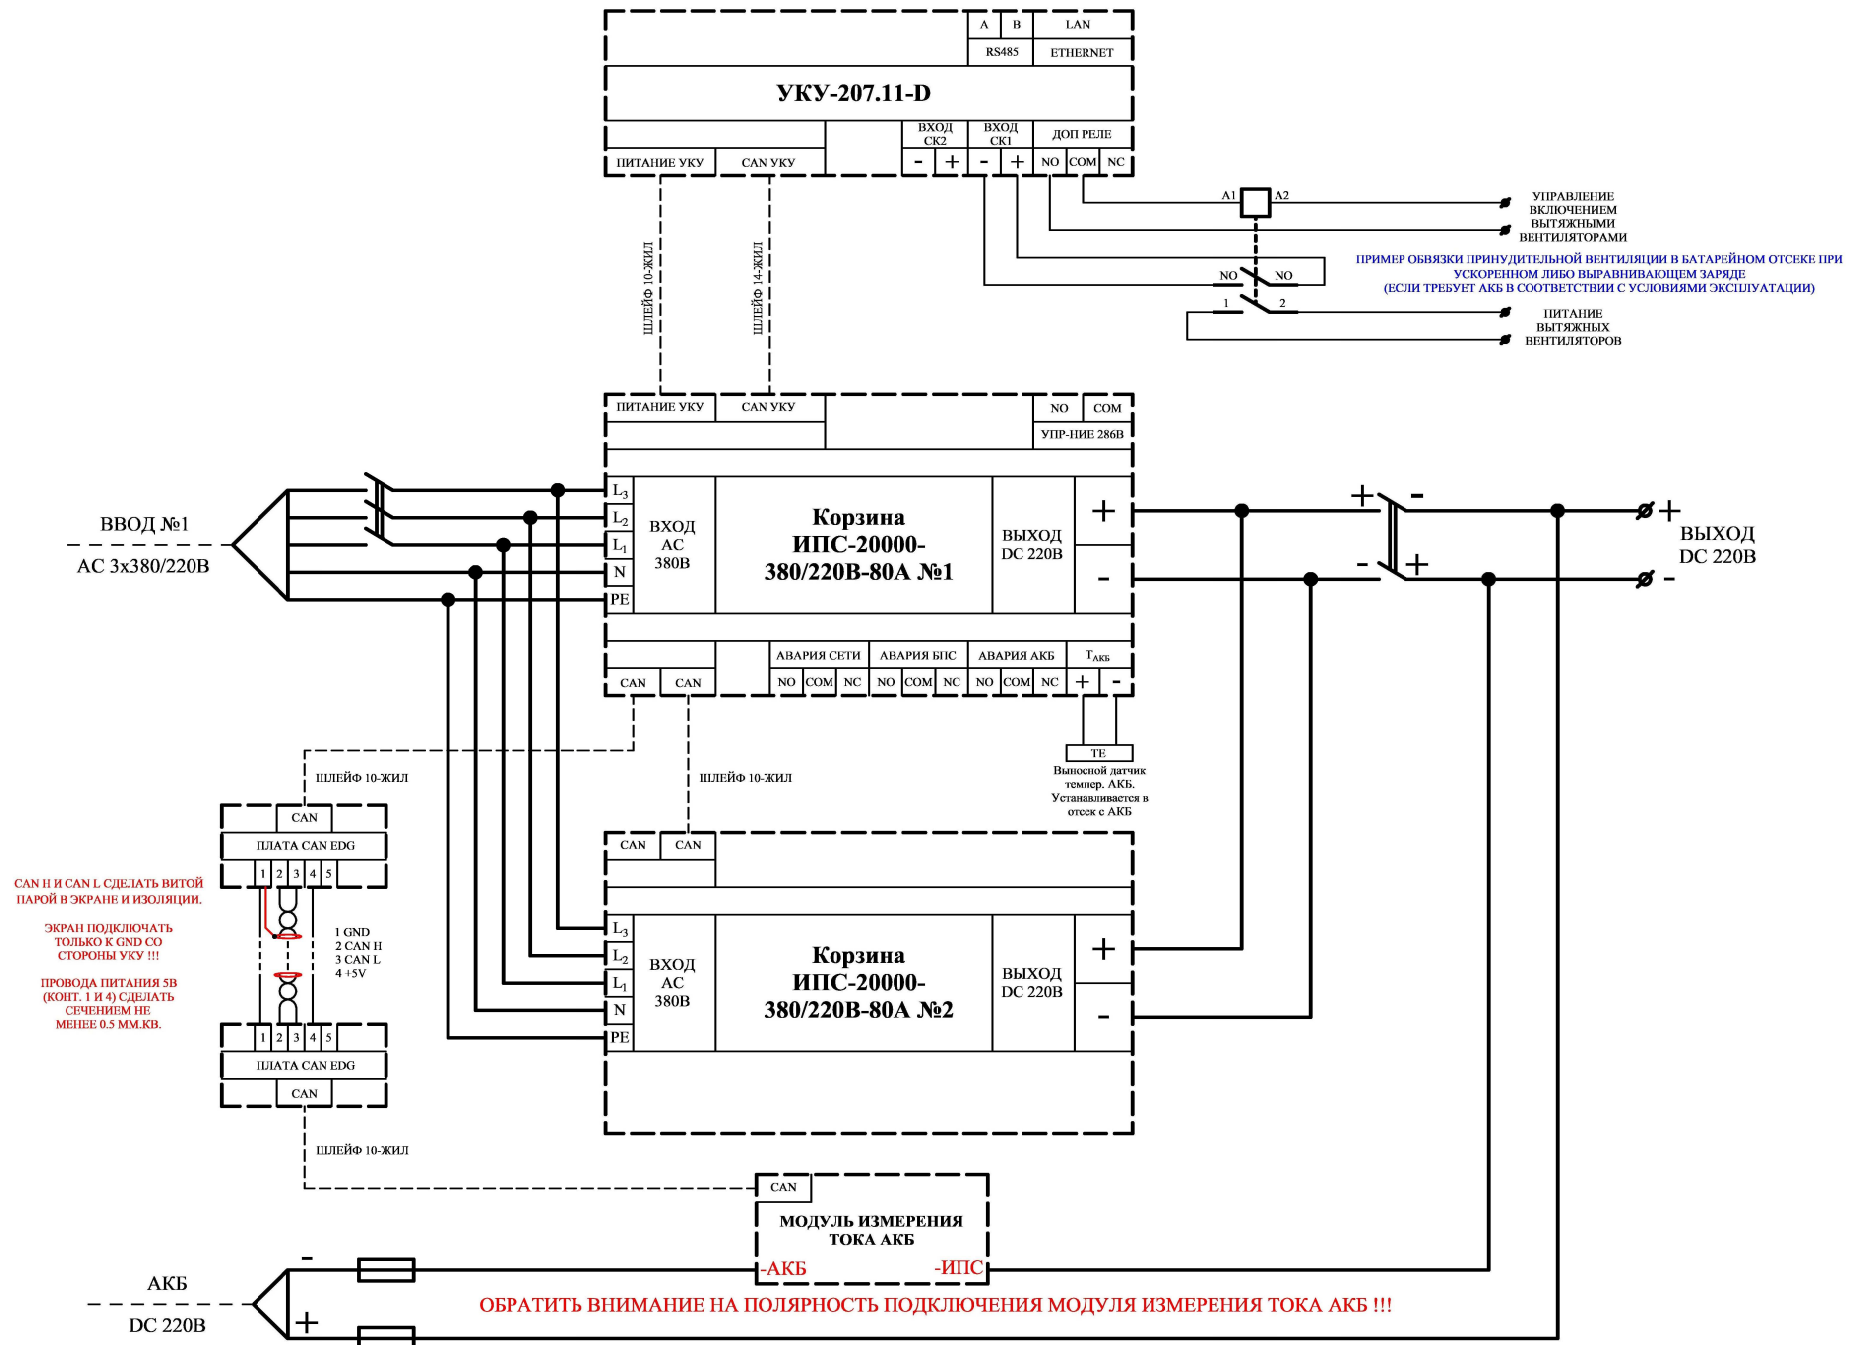 A B LAN
RS485 ETHERNET
УКУ-207.11-D
ВХОД СК2 ВХОД СК1 ДОП РЕЛЕ
ПИТАНИЕ УКУ CAN УКУ - + - + NO COM NC
A1 A2
УПРАВЛЕНИЕ
ВКЛЮЧЕНИЕМ
ВЫТЯЖНЫМИ
ВЕНТИЛЯТОРАМИ
ШЛЕЙФ 10-ЖИЛ
ШЛЕЙФ 14-ЖИЛ
ПРИМЕР ОБВЯЗКИ ПРИНУДИТЕЛЬНОЙ ВЕНТИЛЯЦИИ В БАТАРЕЙНОМ ОТСЕКЕ ПРИ
УСКОРЕННОМ ЛИБО ВЫРАВНИВАЮЩЕМ ЗАРЯДЕ
(ЕСЛИ ТРЕБУЕТ АКБ В СООТВЕТСТВИИ С УСЛОВИЯМИ ЭКСПЛУАТАЦИИ)
NO NO
1 2
ПИТАНИЕ
ВЫТЯЖНЫХ
ВЕНТИЛЯТОРОВ
ПИТАНИЕ УКУ CAN УКУ NO COM
УПР-НИЕ 286В
ВВОД №1
AC 3х380/220В
L3
L2
L1
N
PE
ВХОД
AC
380В
Корзина
ИПС-20000-
380/220В-80А №1
ВЫХОД
DC 220В
+
-
+ -
- +
+
-
ВЫХОД
DC 220В
АВАРИЯ СЕТИ АВАРИЯ БПС АВАРИЯ АКБ TАКБ
CAN CAN NO COM NC NO COM NC NO COM NC + -
TE
Выносной датчик
темпер. АКБ.
Устанавливается в
отсек с АКБ
ШЛЕЙФ 10-ЖИЛ
ШЛЕЙФ 10-ЖИЛ
CAN
ПЛАТА CAN EDG
1 2 3 4 5
CAN H И CAN L СДЕЛАТЬ ВИТОЙ
ПАРОЙ В ЭКРАНЕ И ИЗОЛЯЦИИ.
ЭКРАН ПОДКЛЮЧАТЬ
ТОЛЬКО К GND СО
СТОРОНЫ УКУ !!!
ПРОВОДА ПИТАНИЯ 5В
(КОНТ. 1 И 4) СДЕЛАТЬ
СЕЧЕНИЕМ НЕ
МЕНЕЕ 0.5 ММ.КВ.
1 GND
2 CAN H
3 CAN L
4 +5V
1 2 3 4 5
ПЛАТА CAN EDG
CAN
ШЛЕЙФ 10-ЖИЛ
CAN CAN
L3
L2
L1
N
PE
ВХОД
AC
380В
Корзина
ИПС-20000-
380/220В-80А №2
ВЫХОД
DC 220В
+
-
CAN
МОДУЛЬ ИЗМЕРЕНИЯ
ТОКА АКБ
-АКБ -ИПС
АКБ
DC 220В
-
+
ОБРАТИТЬ ВНИМАНИЕ НА ПОЛЯРНОСТЬ ПОДКЛЮЧЕНИЯ МОДУЛЯ ИЗМЕРЕНИЯ ТОКА АКБ !!!